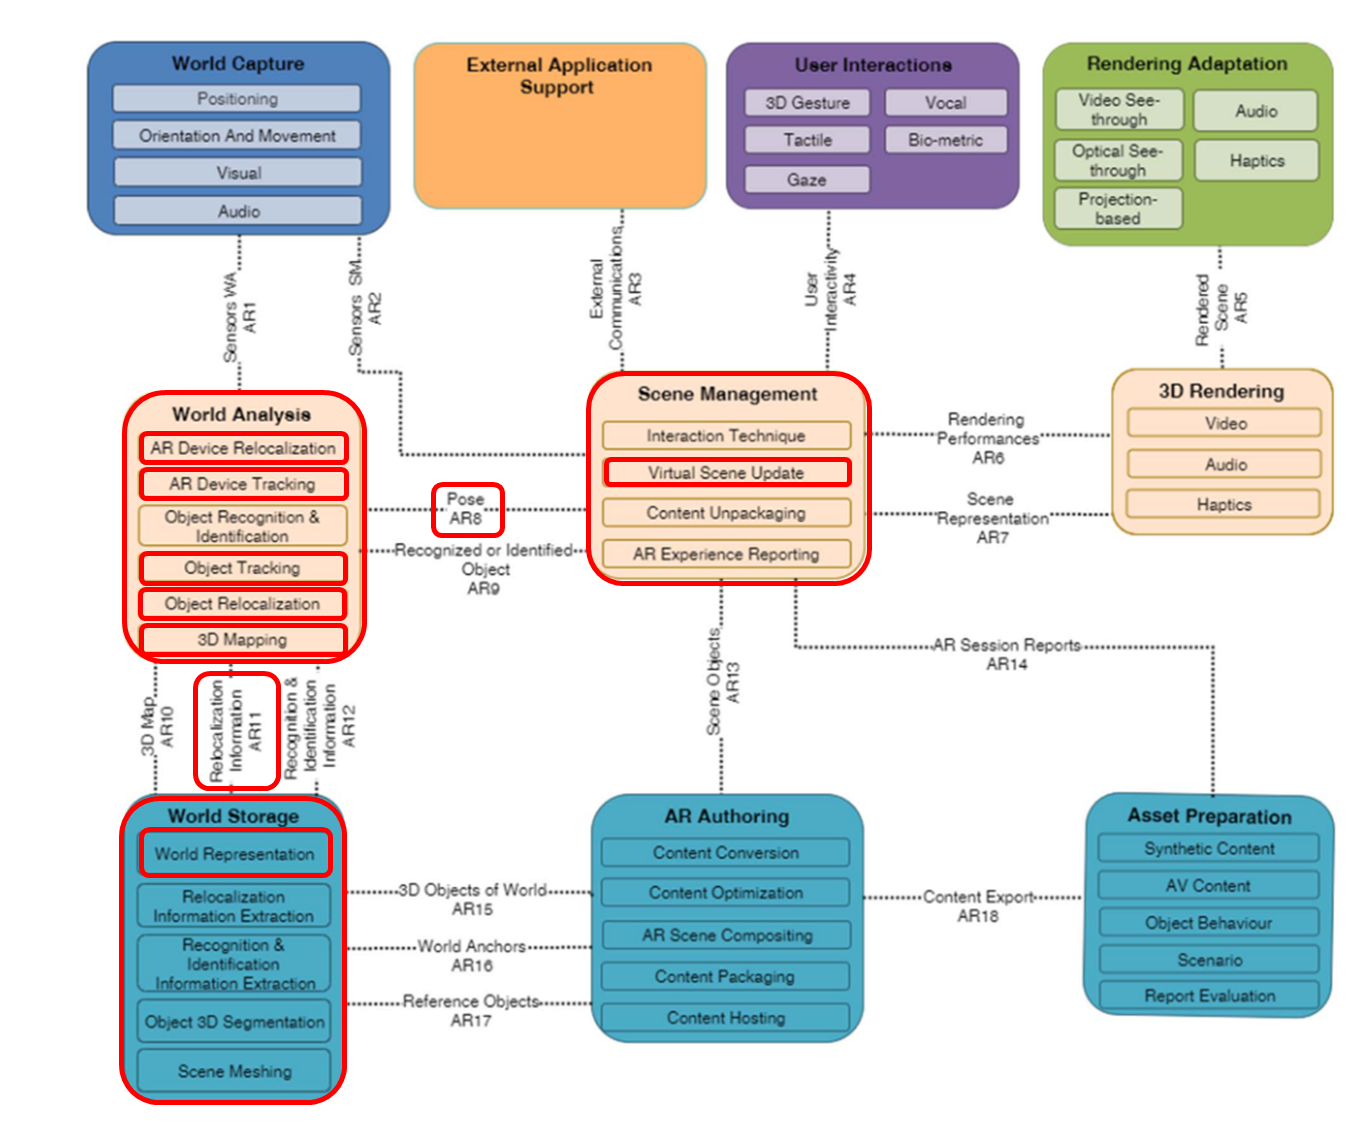 World Capture
Positioning
Orientation And Movement
Visual
Audio
External Application
Support
User Interactions
3D Gesture
Vocal
Tactile
Bio-metric
Gaze
Rendering Adaptation
Video See-
through
Audio
Optical See-
through
Haptics
Projection-
based
Sensors WA
AR1
Sensors SM
AR2
External
Communications
AR3
User
Interactivity
AR4
Rendered
Scene
AR5
World Analysis
AR Device Relocalization
AR Device Tracking
Object Recognition &
Identification
Object Tracking
Object Relocalization
3D Mapping
Pose
AR8
Recognized or Identified
Object
AR9
Scene Management
Interaction Technique
Virtual Scene Update
Content Unpackaging
AR Experience Reporting
Rendering
Performances
AR6
Scene
Representation
AR7
3D Rendering
Video
Audio
Haptics
3D Map
AR10
Relocalization
Information
AR11
Recognition &
Identification
Information
AR12
Scene Objects
AR13
AR Session Reports
AR14
World Storage
World Representation
Relocalization
Information Extraction
Recognition &
Identification
Information Extraction
Object 3D Segmentation
Scene Meshing
3D Objects of World
AR15
World Anchors
AR16
Reference Objects
AR17
AR Authoring
Content Conversion
Content Optimization
AR Scene Compositing
Content Packaging
Content Hosting
Content Export
AR18
Asset Preparation
Synthetic Content
AV Content
Object Behaviour
Scenario
Report Evaluation